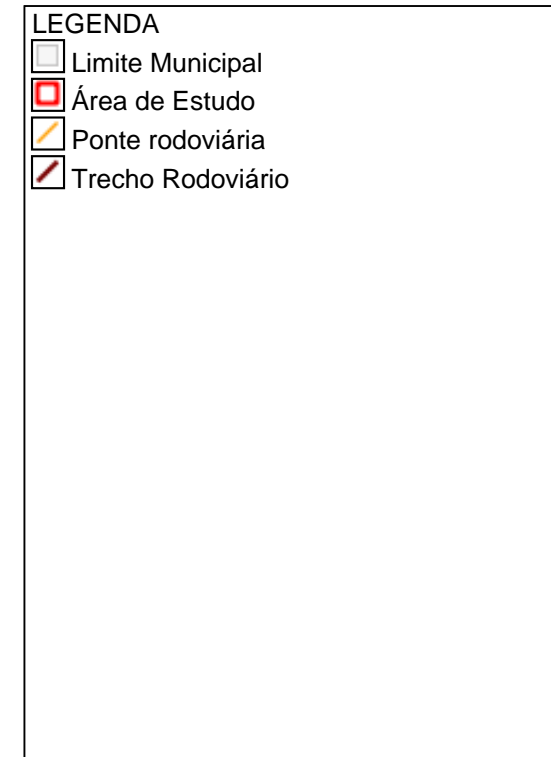 LEGENDA
Limite Municipal
Área de Estudo
Ponte rodoviária
Trecho Rodoviário